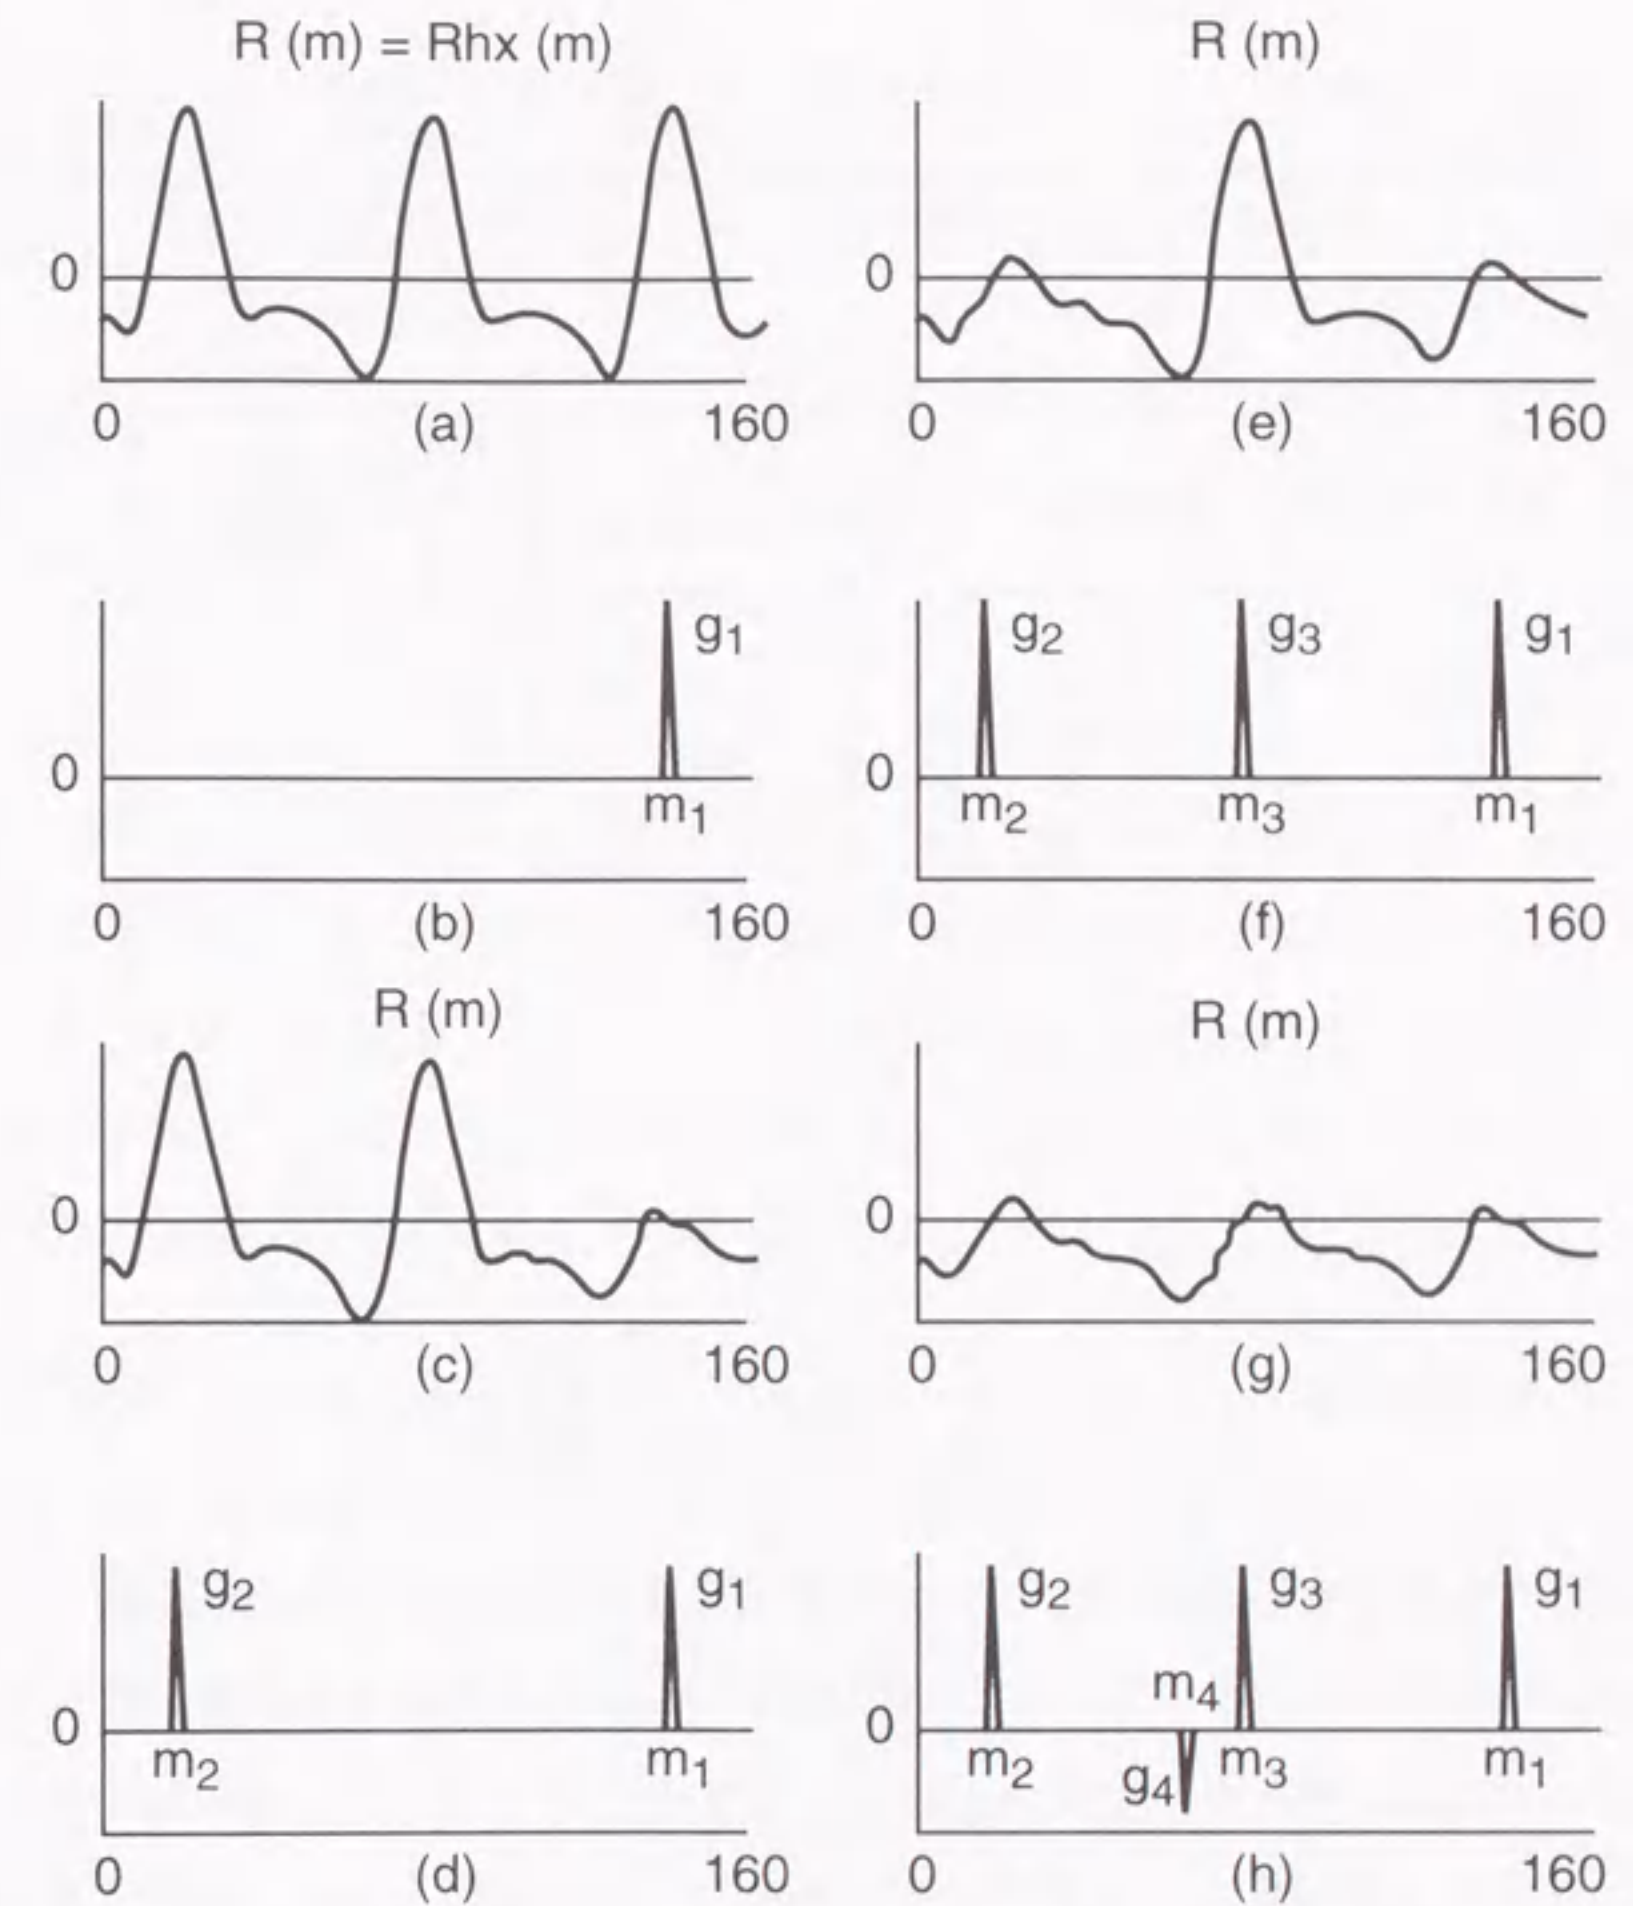 R (m) = Rhx (m)
0
0 (a) 160
g1
0
m1
0 (b) 160
R (m)
0
0 (c) 160
g2 g1
0
m2 m1
0 (d) 160
R (m)
0
0 (e) 160
g2 g3 g1
0
m2 m3 m1
0 (f) 160
R (m)
0
0 (g) 160
g2 g3 g1
m4
0
m2 g4 m3 m1
0 (h) 160